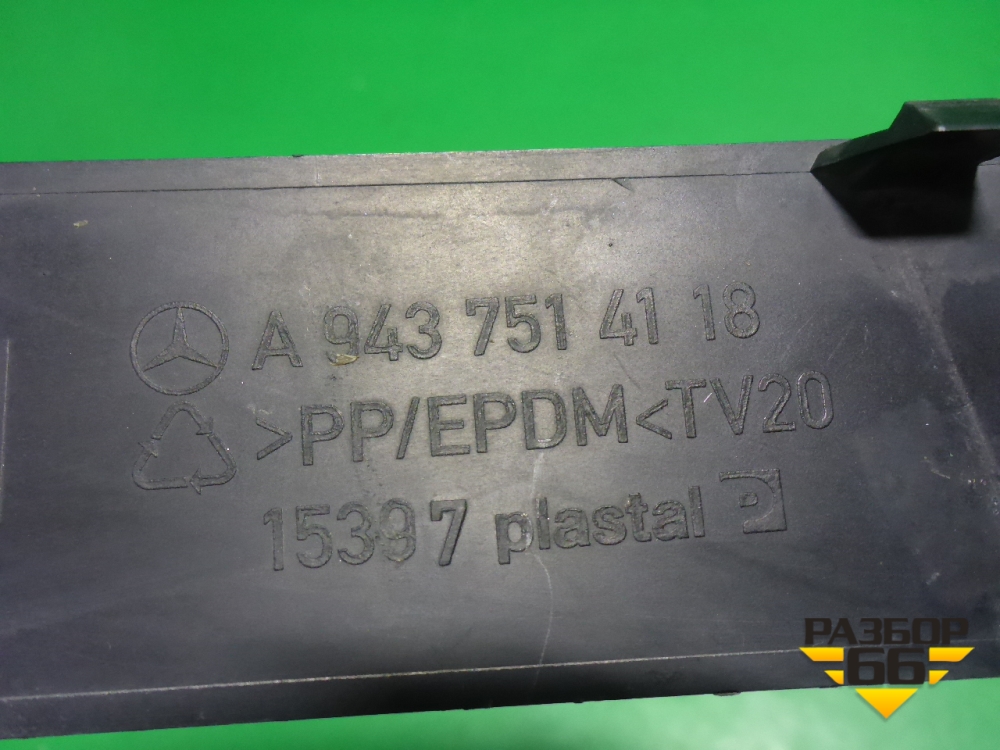 A 943 751 41 18
>PP/EPDM<TV20
15397 plastal
РАЗБОР
66